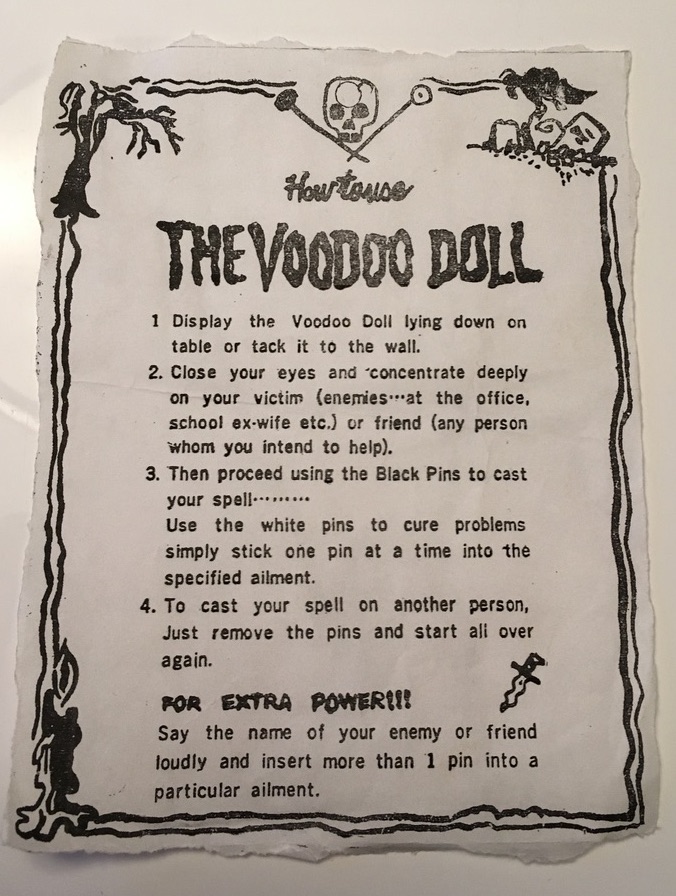 How to use
THE VOODOO DOLL
1 Display the Voodoo Doll lying down on
table or tack it to the wall.
2. Close your eyes and concentrate deeply
on your victim (enemies...at the office,
school ex-wife etc.) or friend (any person
whom you intend to help).
3. Then proceed using the Black Pins to cast
your spell.........
Use the white pins to cure problems
simply stick one pin at a time into the
specified ailment.
4. To cast your spell on another person,
Just remove the pins and start all over
again.
FOR EXTRA POWER!!!
Say the name of your enemy or friend
loudly and insert more than 1 pin into a
particular ailment.